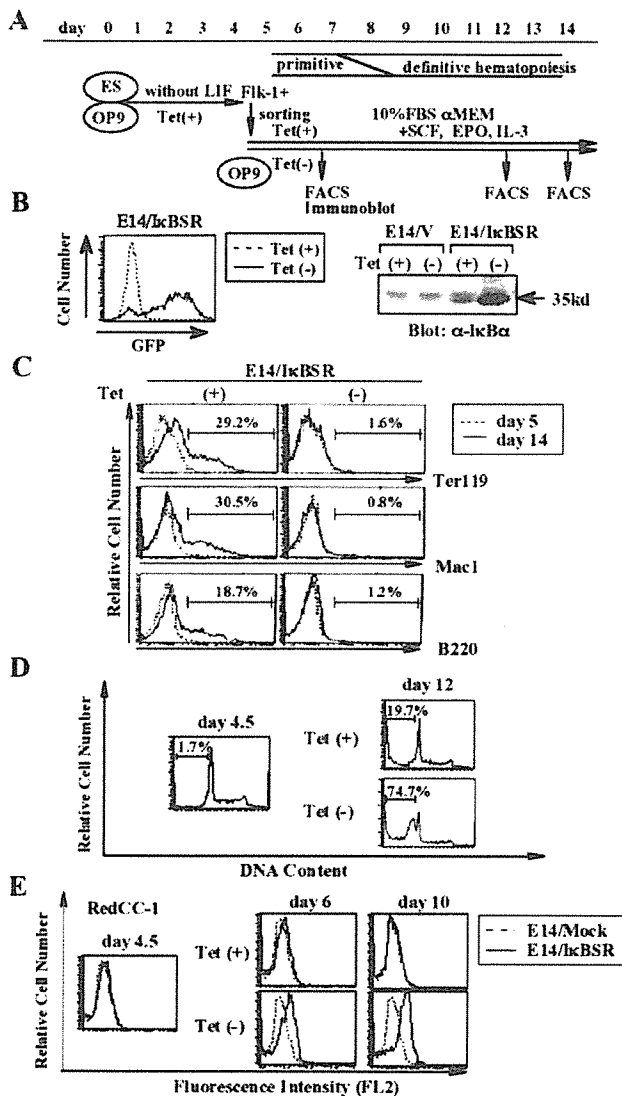 A
day 0 1 2 3 4 5 6 7 8 9 10 11 12 13 14
primitive definitive hematopoiesis
ES
OP9
without LIF Flk-1+
Tet(+)
sorting
Tet(+)
10%FBS αMEM
+SCF, EPO, IL-3
OP9
Tet(-)
FACS
Immunoblot
FACS
FACS
B
E14/IκBSR
Tet (+)
Tet (-)
Cell Number
GFP
E14/V E14/IκBSR
Tet (+) (-) (+) (-)
35kd
Blot: α-IκBα
C
E14/IκBSR
Tet (+) (-)
29.2% 1.6%
Ter119
30.5% 0.8%
Mac1
18.7% 1.2%
B220
day 5
day 14
Relative Cell Number
D
day 4.5
1.7%
day 12
Tet (+)
19.7%
Tet (-)
74.7%
Relative Cell Number
DNA Content
E
RedCC-1
day 4.5
day 6 day 10
Tet (+)
Tet (-)
E14/Mock
E14/IκBSR
Relative Cell Number
Fluorescence Intensity (FL2)